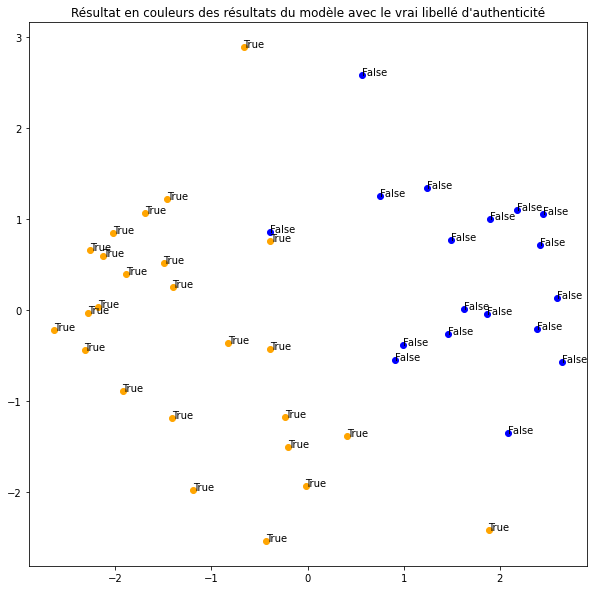 Résultat en couleurs des résultats du modèle avec le vrai libellé d'authenticité
3
True
False
2
True
False
False
True
False
False
1
True
False
True
False
True
False
False
True
True
True
True
True
False
0
True
False
True
False
True
False
True
False
True
False
True
False
False
-1
True
True
True
False
True
True
-2
True
True
True
True
−2
−1
0
1
2